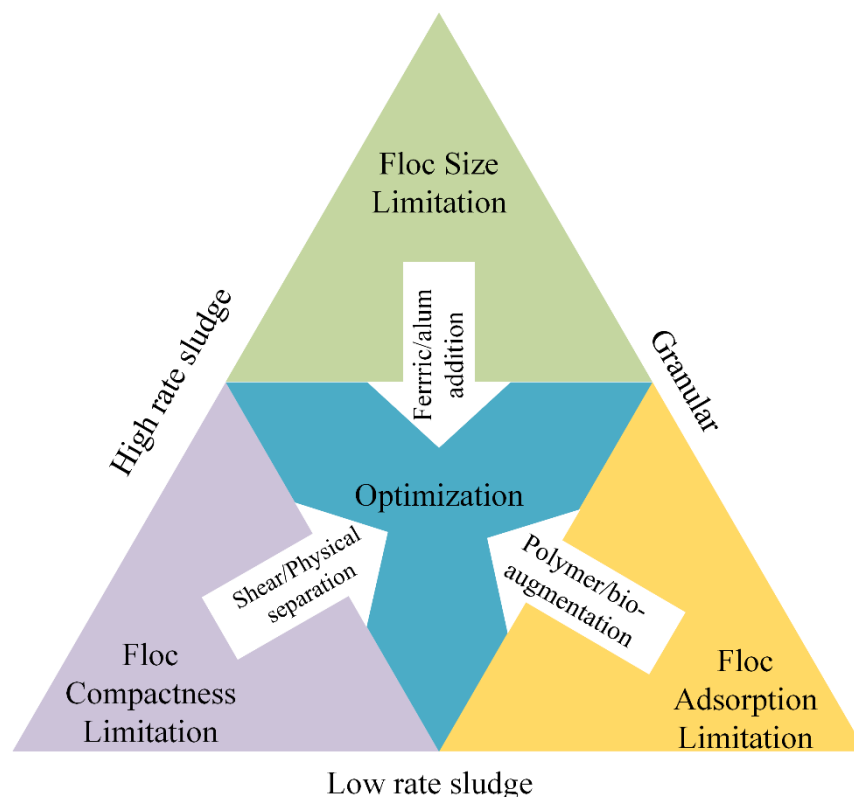 Floc Size
Limitation
High rate sludge
Granular
Ferrric/alum
addition
Optimization
Shear/Physical
separation
Polymer/bio-
augmentation
Floc
Compactness
Limitation
Floc
Adsorption
Limitation
Low rate sludge